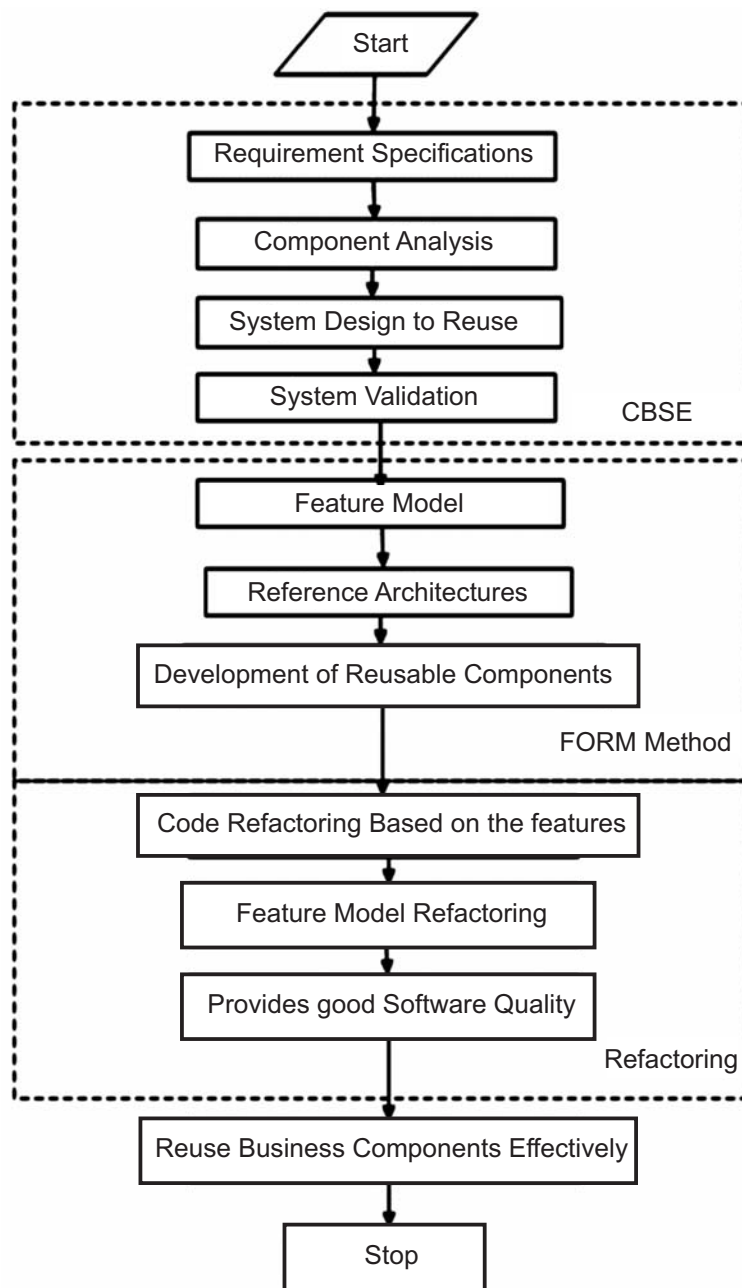 Start
Requirement Specifications
Component Analysis
System Design to Reuse
System Validation
CBSE
Feature Model
Reference Architectures
Development of Reusable Components
FORM Method
Code Refactoring Based on the features
Feature Model Refactoring
Provides good Software Quality
Refactoring
Reuse Business Components Effectively
Stop